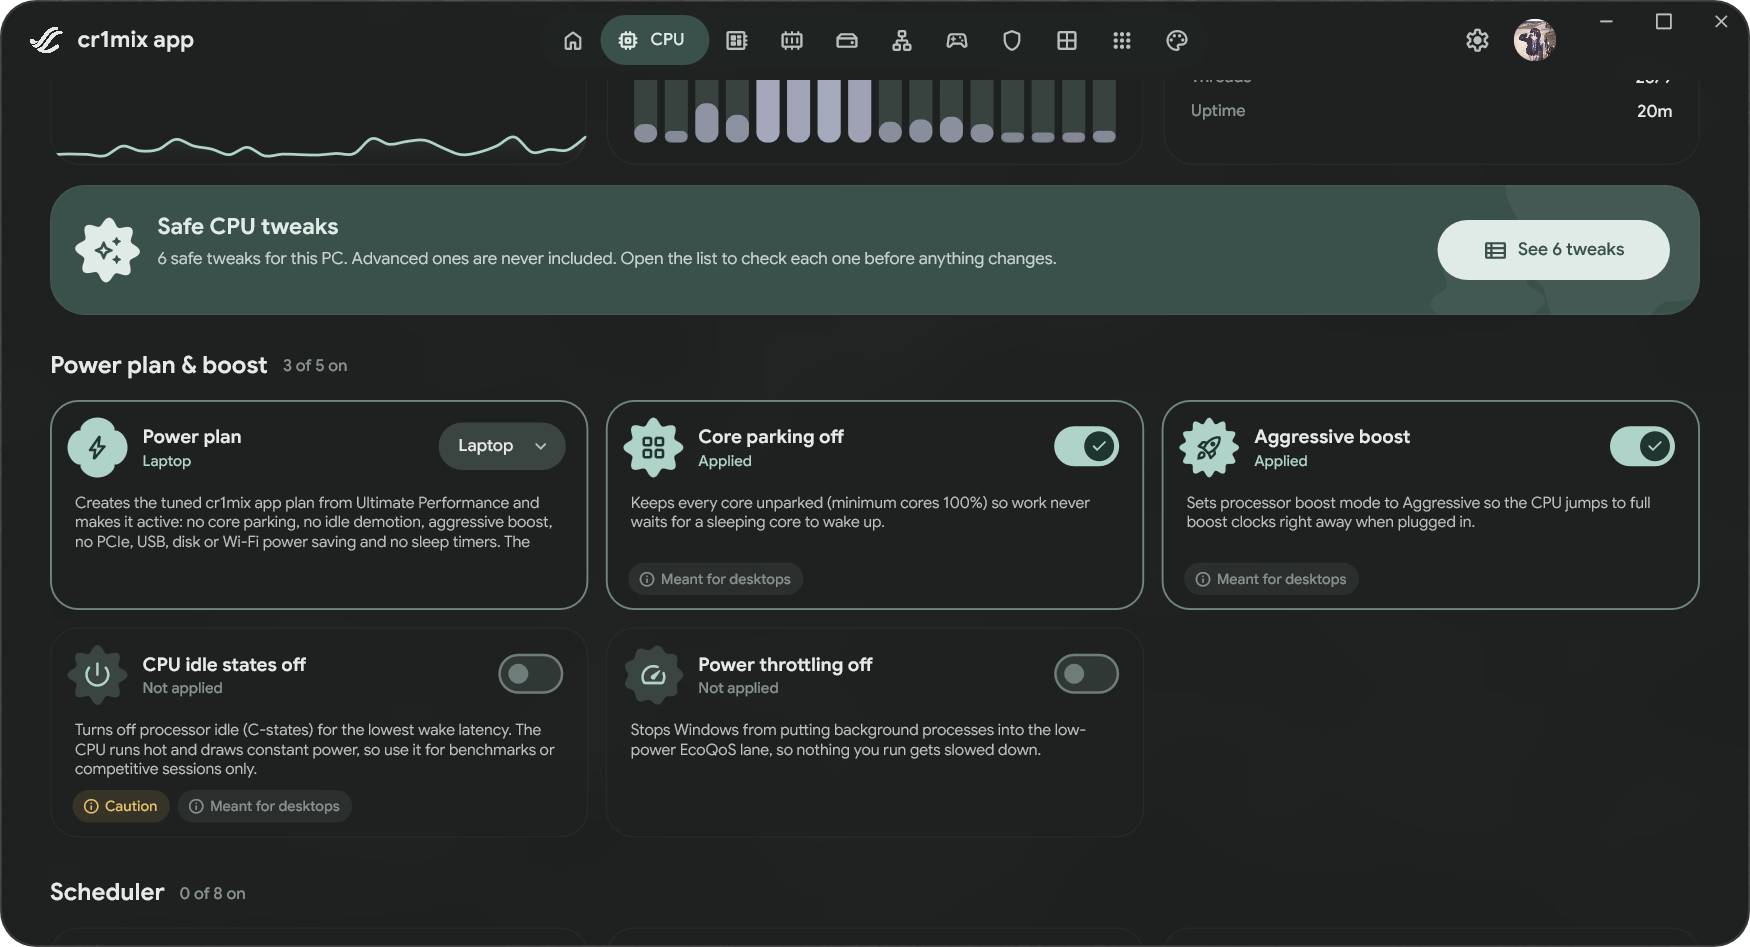 cr1mix app
CPU
Threads
Uptime
20m
Safe CPU tweaks
6 safe tweaks for this PC. Advanced ones are never included. Open the list to check each one before anything changes.
See 6 tweaks
Power plan & boost
3 of 5 on
Power plan
Laptop
Laptop
Creates the tuned cr1mix app plan from Ultimate Performance and
makes it active: no core parking, no idle demotion, aggressive boost,
no PCIe, USB, disk or Wi-Fi power saving and no sleep timers. The
Core parking off
Applied
Keeps every core unparked (minimum cores 100%) so work never
waits for a sleeping core to wake up.
Meant for desktops
Aggressive boost
Applied
Sets processor boost mode to Aggressive so the CPU jumps to full
boost clocks right away when plugged in.
Meant for desktops
CPU idle states off
Not applied
Turns off processor idle (C-states) for the lowest wake latency. The
CPU runs hot and draws constant power, so use it for benchmarks or
competitive sessions only.
Caution
Meant for desktops
Power throttling off
Not applied
Stops Windows from putting background processes into the low-
power EcoQoS lane, so nothing you run gets slowed down.
Scheduler
0 of 8 on